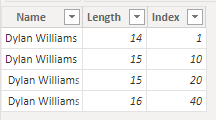 Name Length Index
Dylan Williams 14 1
Dylan Williams 15 10
Dylan Williams 15 20
Dylan Williams 16 40